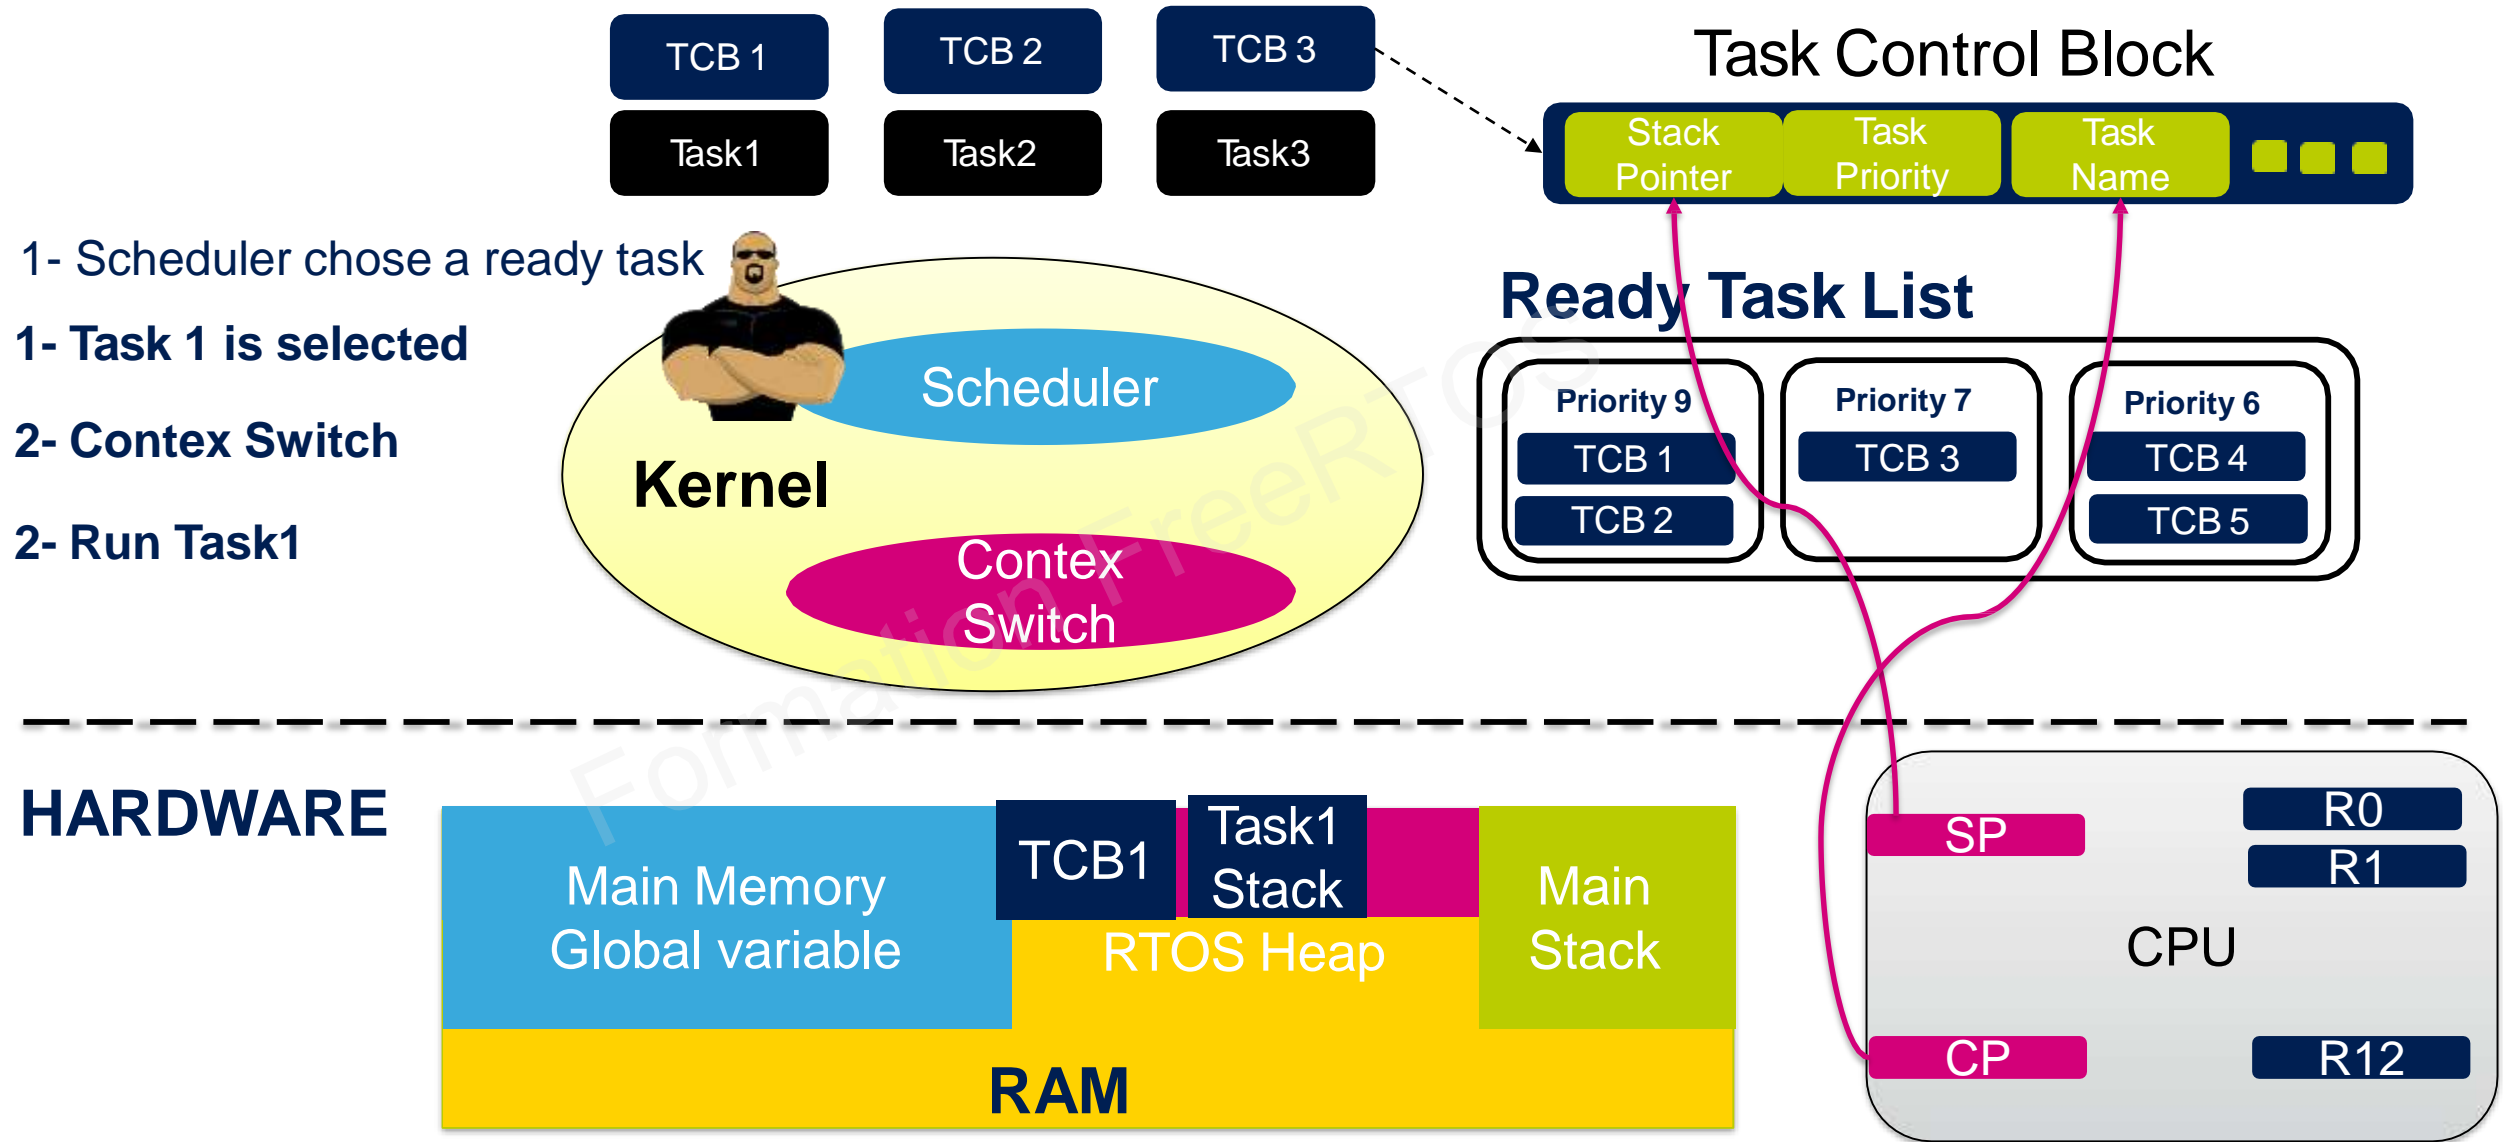 TCB 1
TCB 2
TCB 3
Task1
Task2
Task3
Task Control Block
Stack
Pointer
Task
Priority
Task
Name
1- Scheduler chose a ready task
1- Task 1 is selected
2- Contex Switch
2- Run Task1
Scheduler
Kernel
Contex
Switch
Ready Task List
Priority 9
TCB 1
TCB 2
Priority 7
TCB 3
Priority 6
TCB 4
TCB 5
Formation FreeRTOS
HARDWARE
Main Memory
Global variable
TCB1
Task1
Stack
RTOS Heap
Main
Stack
RAM
SP
CP
R0
R1
CPU
R12